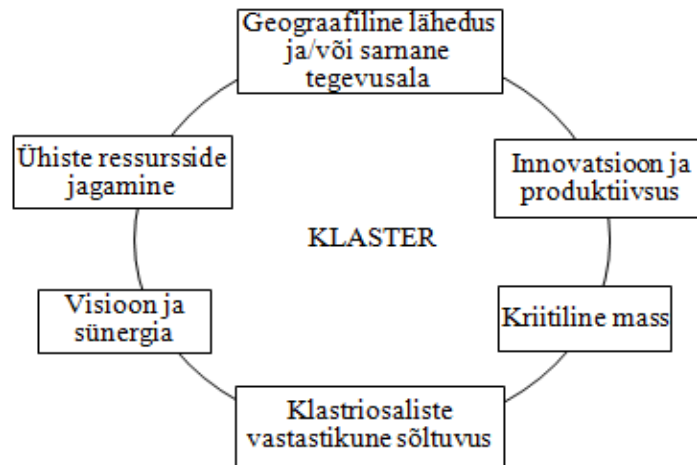 Geograafiline lähedus
ja/või sarnane
tegevusala
Ühiste ressursside
jagamine
Innovatsioon ja
produktiivsus
KLASTER
Visioon ja
sünergia
Kriitiline mass
Klastriosaliste
vastastikune sõltuvus